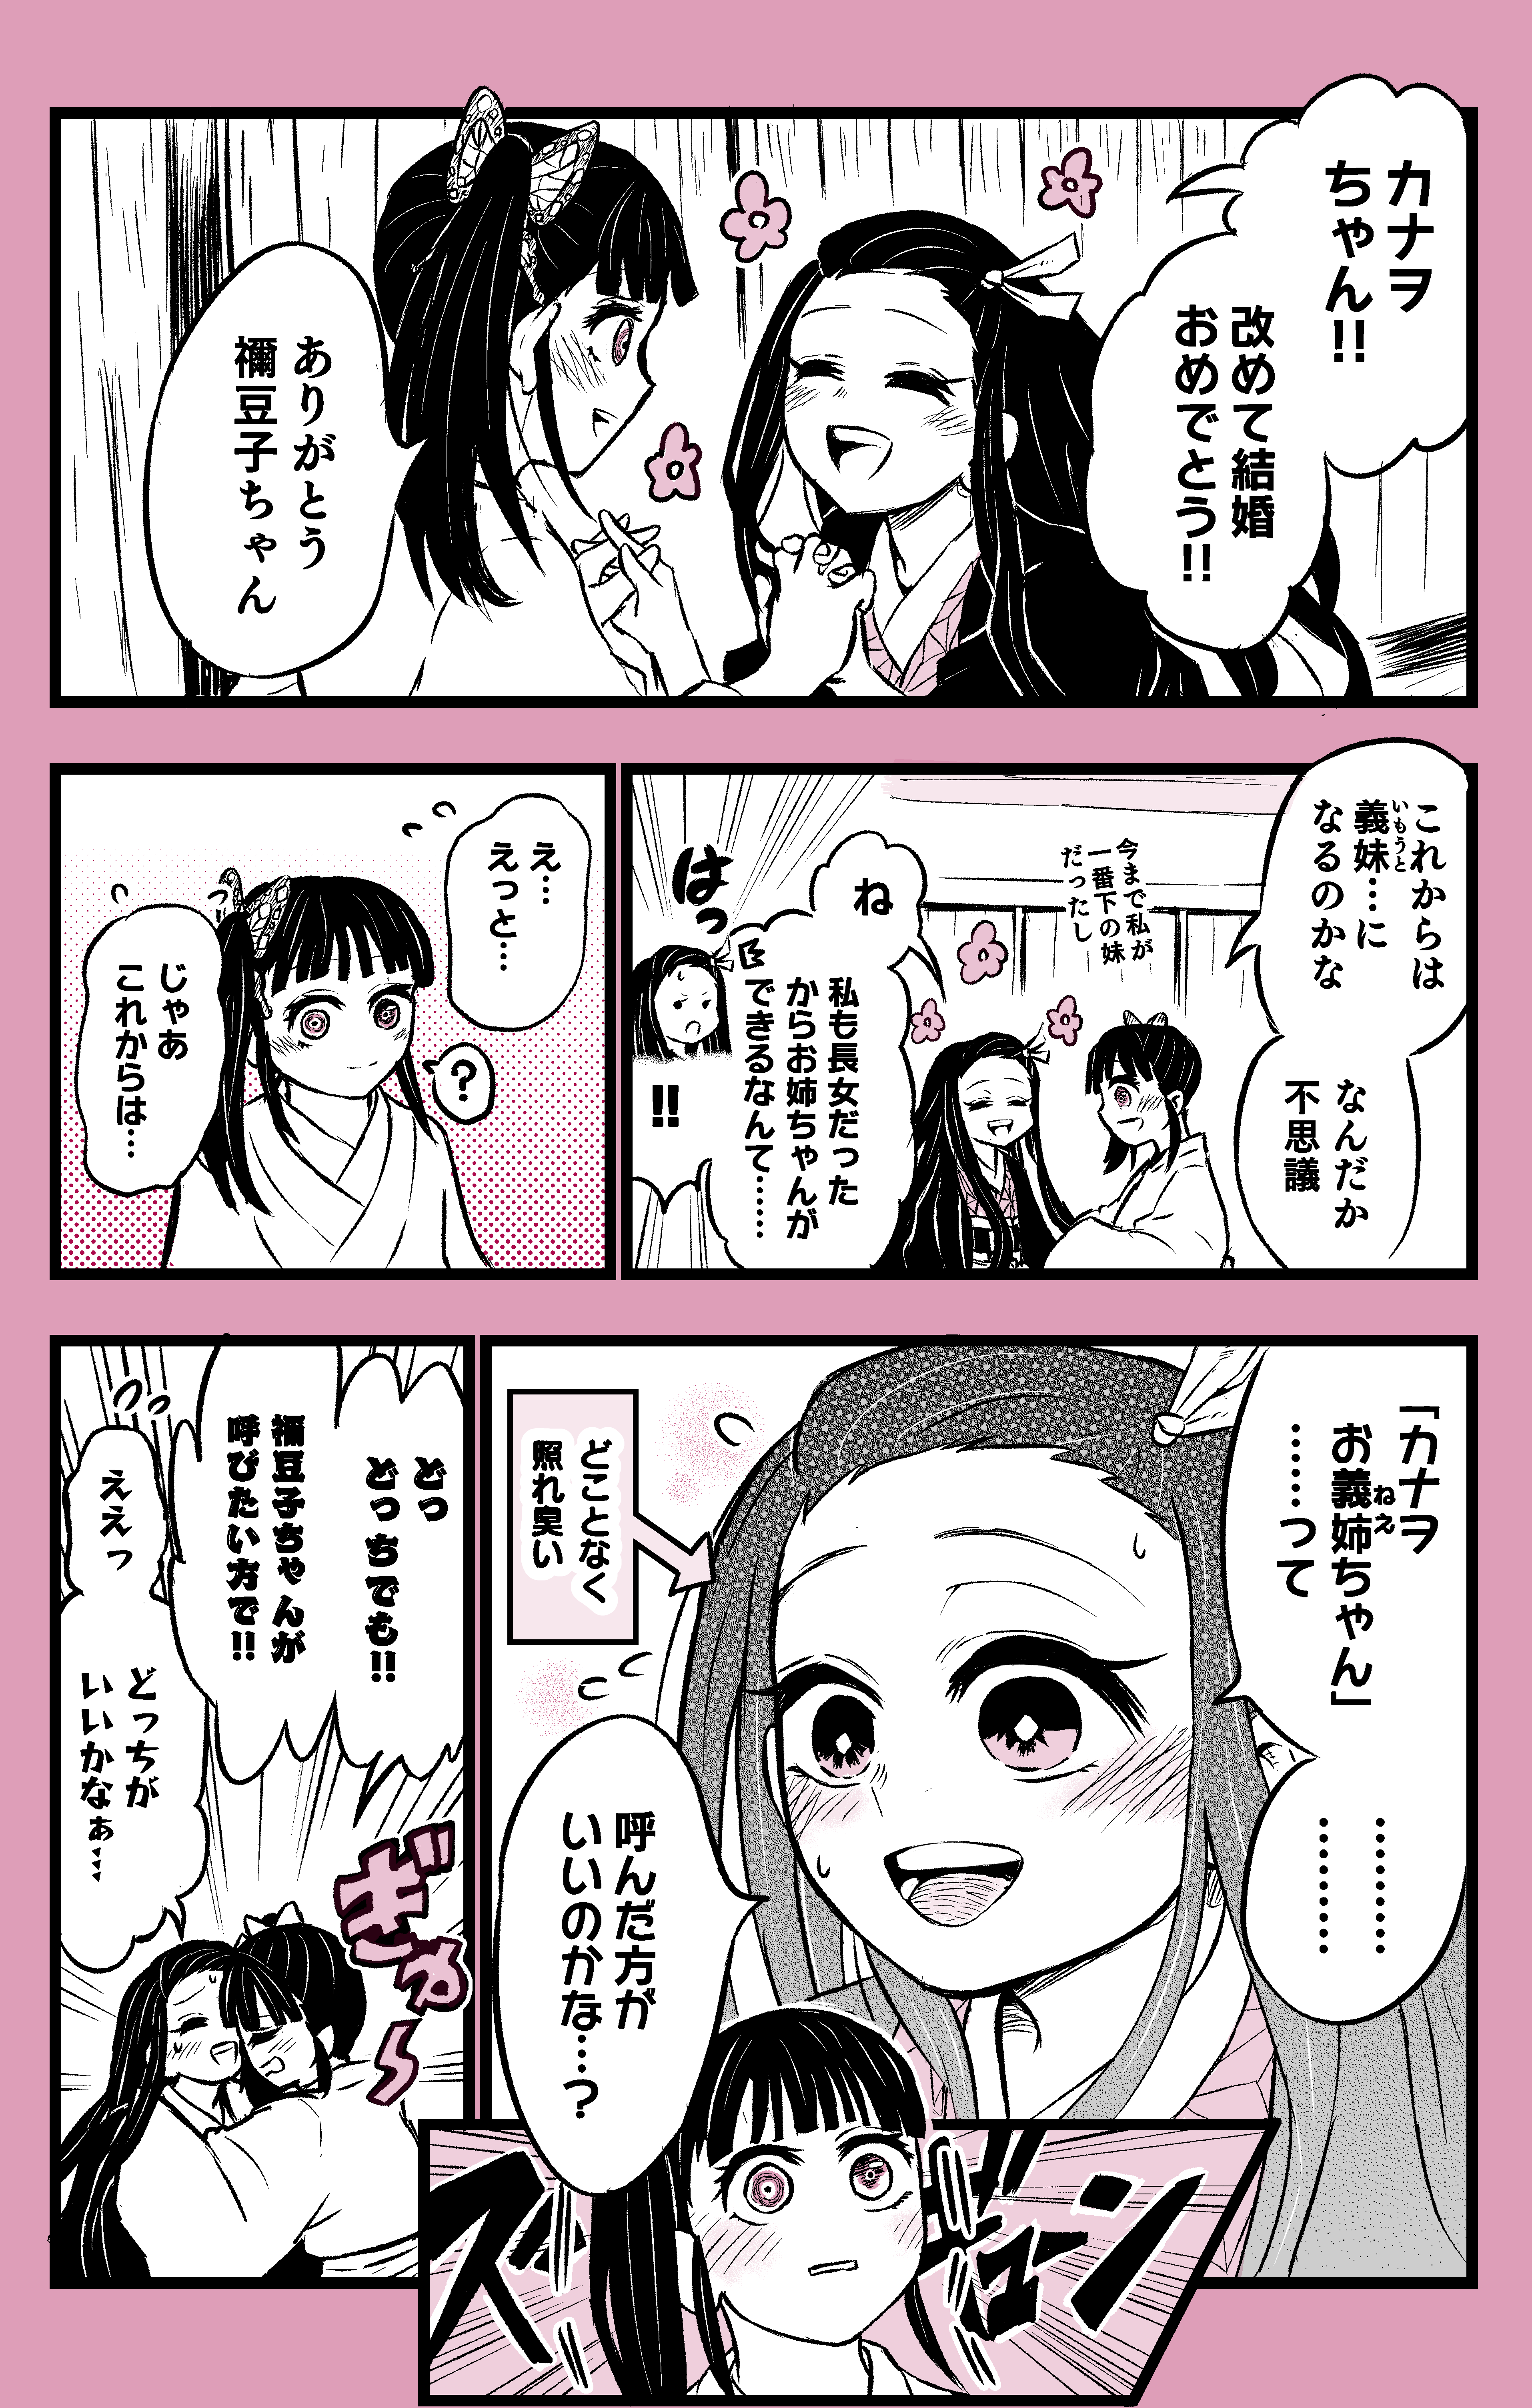 カナヲ
ちゃん!!
改めて結婚
おめでとう!!
ありがとう
禰豆子ちゃん
これからは
義妹…に
いもうと
なるのかな
なんだか
不思議
今まで私が
一番下の妹
だったし
ね
私も長女だった
からお姉ちゃんが
できるなんて……
はっ
!!
え…
えっと…
?
じゃあ
これからは…
「カナヲ
お義姉ちゃん」
ねえ
……って
…………
…………
どことなく
照れ臭い
呼んだ方が
いいのかな…?
ズギューン
どっ
どっちでも!!
禰豆子ちゃんが
呼びたい方で!!
ええっ
どっちが
いいかなぁ…
ぎゅ〜